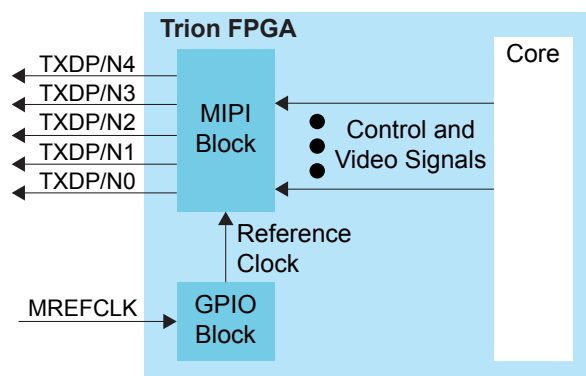 Trion FPGA
Core
TXDP/N4
TXDP/N3
TXDP/N2
TXDP/N1
TXDP/N0
MIPI
Block
Control and
Video Signals
Reference
Clock
MREFCLK
GPIO
Block